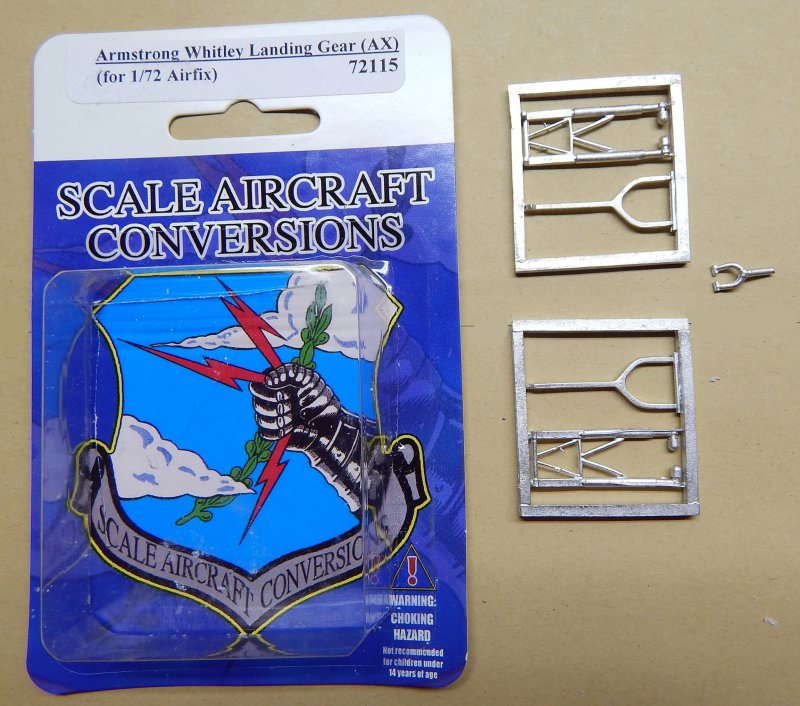 Armstrong Whitley Landing Gear (AX)
(for 1/72 Airfix) 72115
SCALE AIRCRAFT
CONVERSIONS
SCALE AIRCRAFT CONVERSIONS
WARNING:
CHOKING
HAZARD
Not recommended
for children under
14 years of age